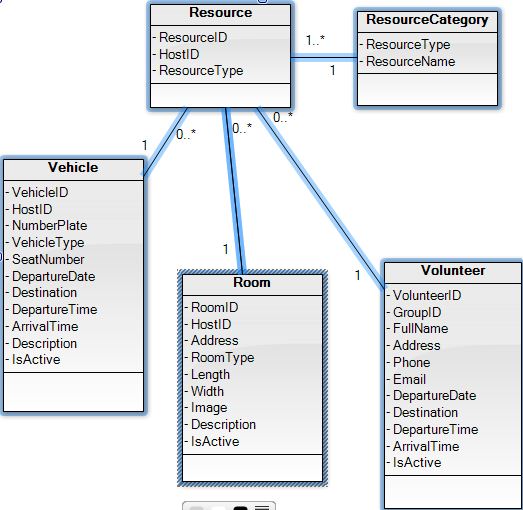 Resource
- ResourceID
- HostID
- ResourceType
ResourceCategory
- ResourceType
- ResourceName
1..*
1
1
0..*
0..*
0..*
1
1
Vehicle
- VehicleID
- HostID
- NumberPlate
- VehicleType
- SeatNumber
- DepartureDate
- Destination
- DepartureTime
- ArrivalTime
- Description
- IsActive
Room
- RoomID
- HostID
- Address
- RoomType
- Length
- Width
- Image
- Description
- IsActive
Volunteer
- VolunteerID
- GroupID
- FullName
- Address
- Phone
- Email
- DepartureDate
- Destination
- DepartureTime
- ArrivalTime
- IsActive